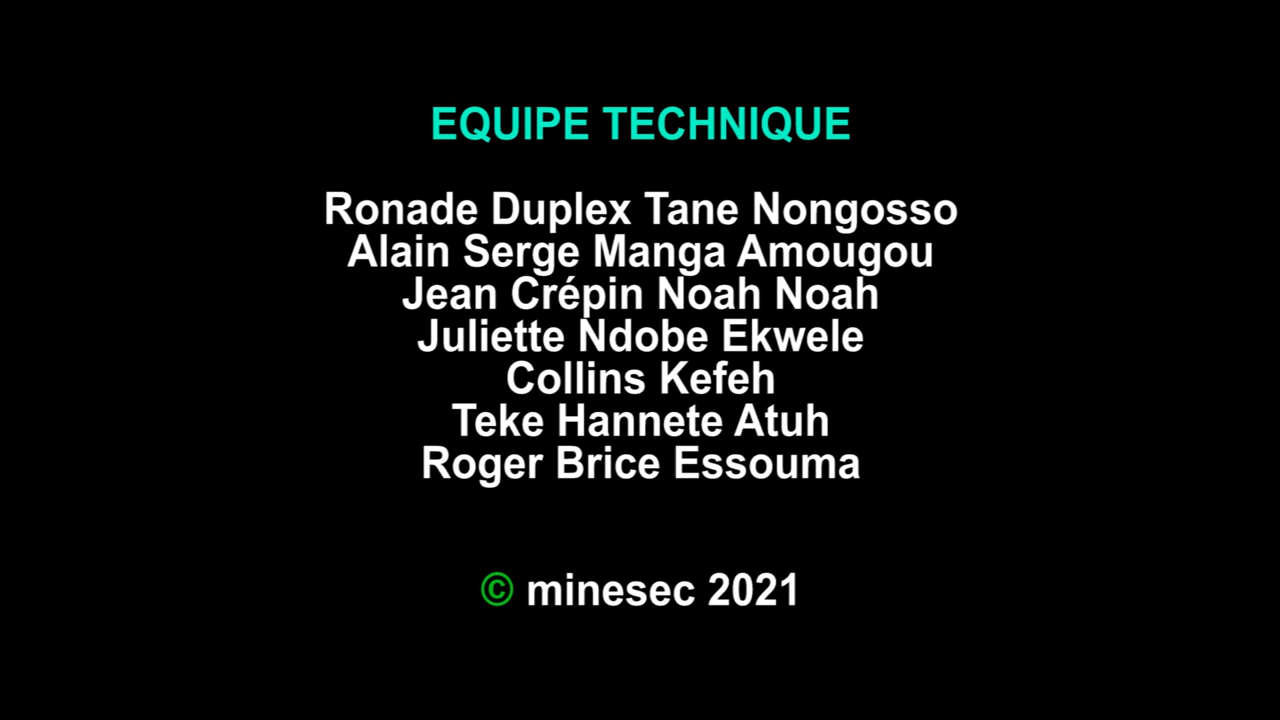 EQUIPE TECHNIQUE
Ronade Duplex Tane Nongosso
Alain Serge Manga Amougou
Jean Crépin Noah Noah
Juliette Ndobe Ekwele
Collins Kefeh
Teke Hannete Atuh
Roger Brice Essouma
© minesec 2021